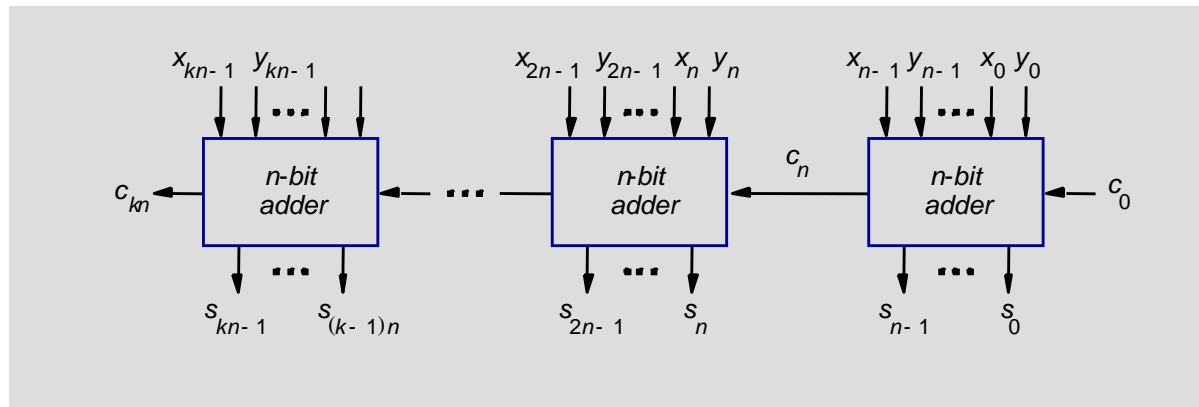 x_{kn-1} y_{kn-1} x_{2n-1} y_{2n-1} x_n y_n x_{n-1} y_{n-1} x_0 y_0
c_{kn} n-bit adder n-bit adder c_n n-bit adder c_0
s_{kn-1} s_{(k-1)n} s_{2n-1} s_n s_{n-1} s_0